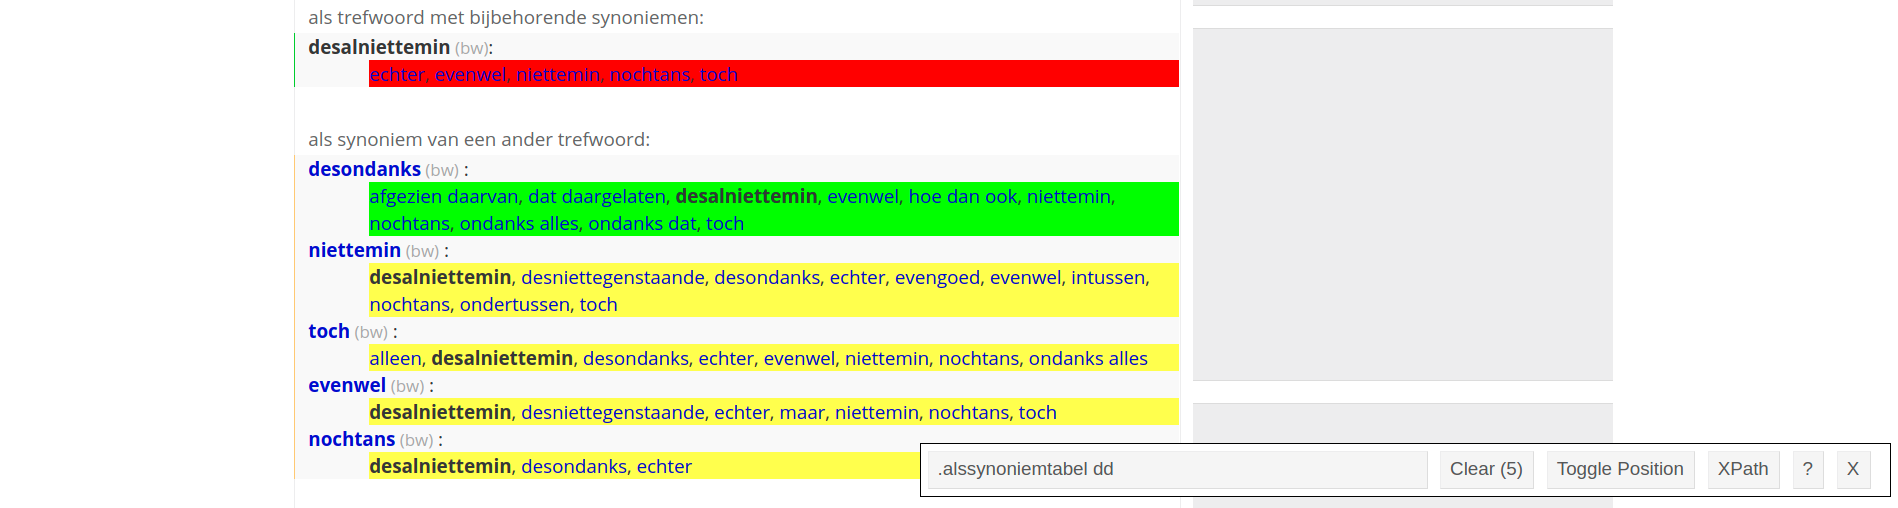 als trefwoord met bijbehorende synoniemen:
desalniettemin (bw):
echter, evenwel, niettemin, nochtans, toch
als synoniem van een ander trefwoord:
desondanks (bw) :
afgezien daarvan, dat daargelaten, desalniettemin, evenwel, hoe dan ook, niettemin,
nochtans, ondanks alles, ondanks dat, toch
niettemin (bw) :
desalniettemin, desniettegenstaande, desondanks, echter, evengoed, evenwel, intussen,
nochtans, ondertussen, toch
toch (bw) :
alleen, desalniettemin, desondanks, echter, evenwel, niettemin, nochtans, ondanks alles
evenwel (bw) :
desalniettemin, desniettegenstaande, echter, maar, niettemin, nochtans, toch
nochtans (bw) :
desalniettemin, desondanks, echter
.alssynoniemtabel dd Clear (5) Toggle Position XPath ? X